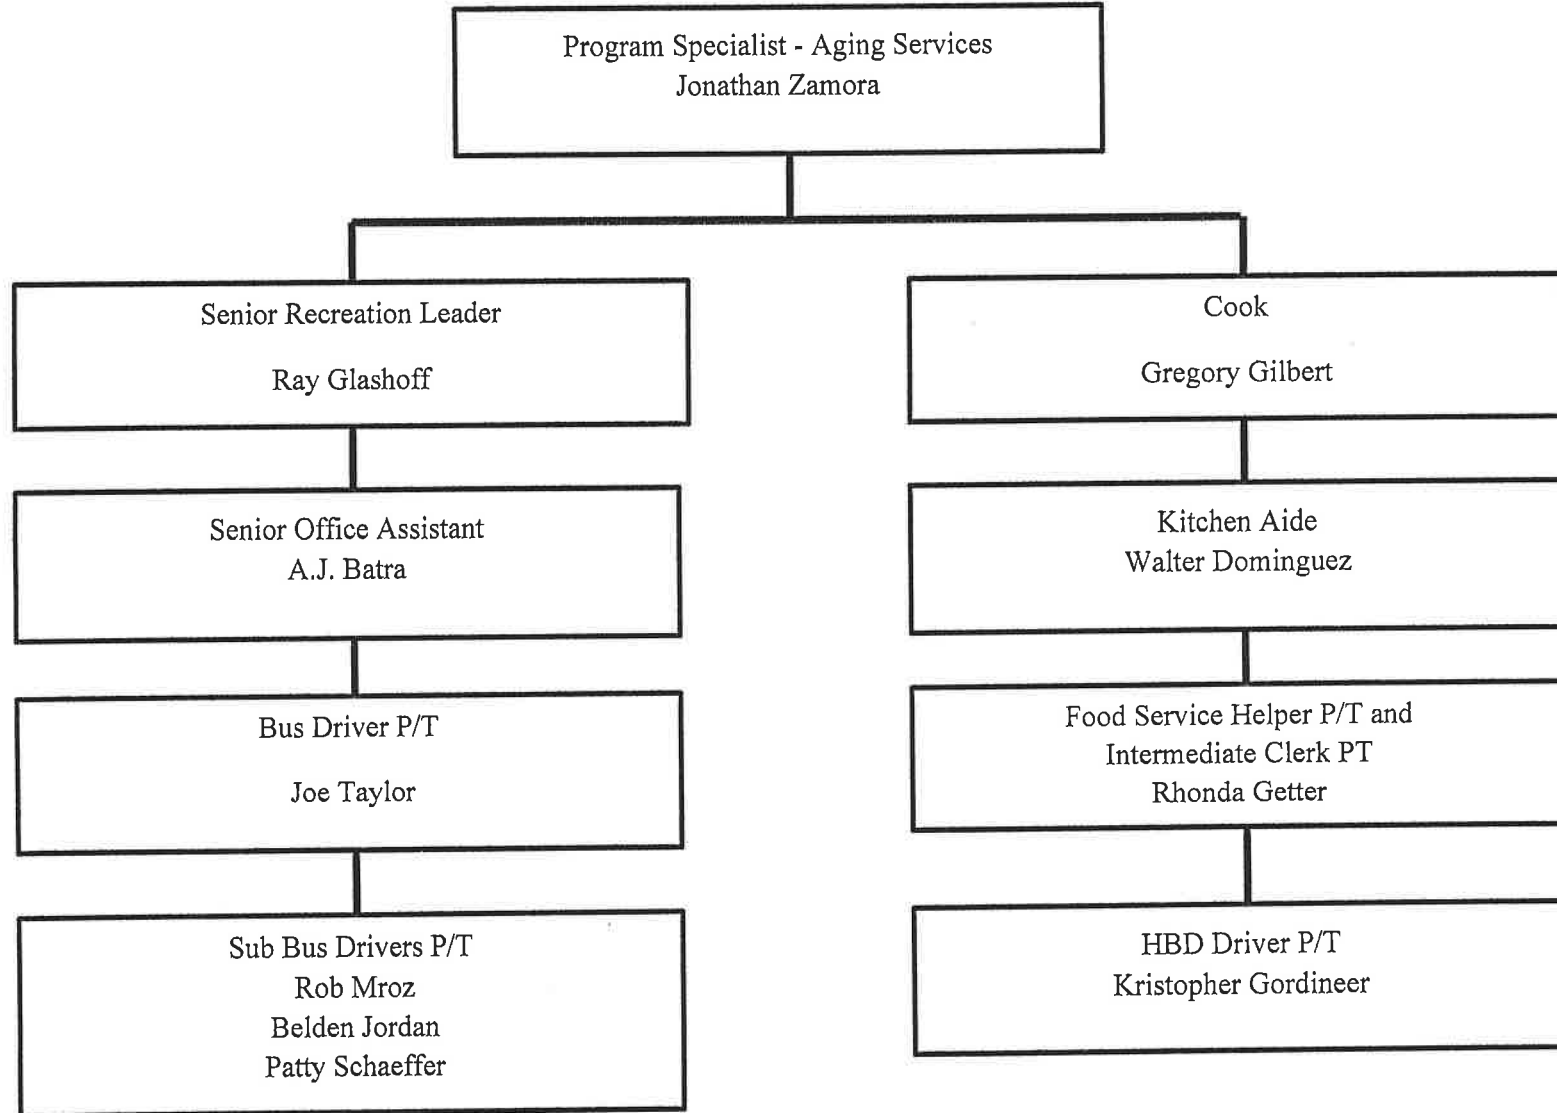 Program Specialist - Aging Services
Jonathan Zamora
Senior Recreation Leader
Ray Glashoff
Cook
Gregory Gilbert
Senior Office Assistant
A.J. Batra
Kitchen Aide
Walter Dominguez
Bus Driver P/T
Joe Taylor
Food Service Helper P/T and
Intermediate Clerk PT
Rhonda Getter
Sub Bus Drivers P/T
Rob Mroz
Belden Jordan
Patty Schaeffer
HBD Driver P/T
Kristopher Gordineer